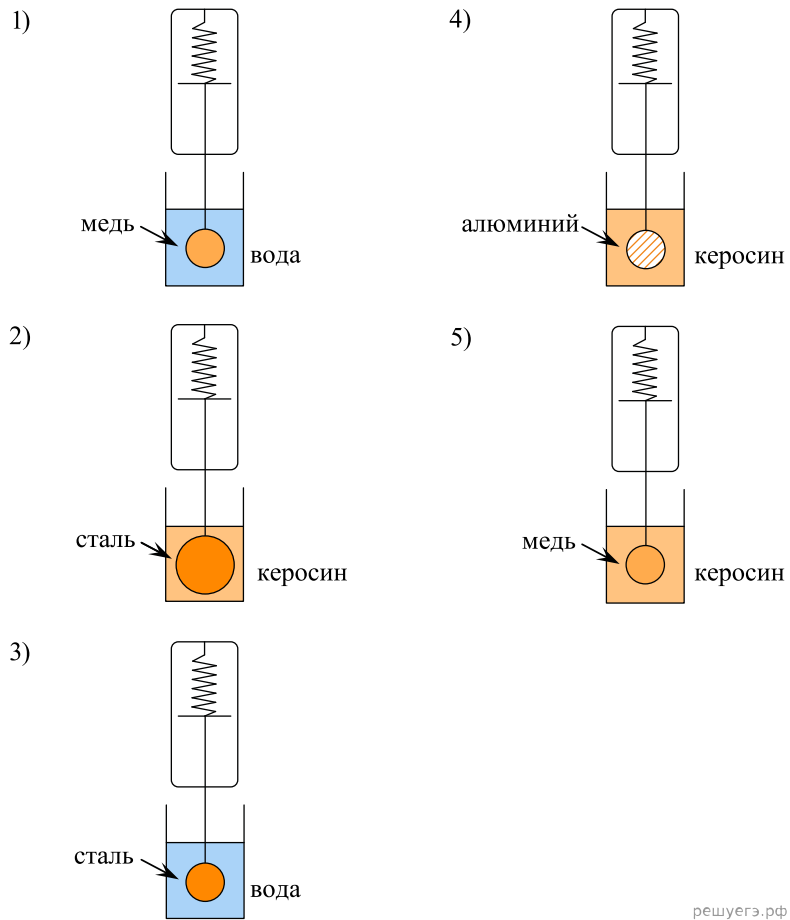 1)
медь
вода
2)
сталь
керосин
3)
сталь
вода
4)
алюминий
керосин
5)
медь
керосин
решуегэ.рф